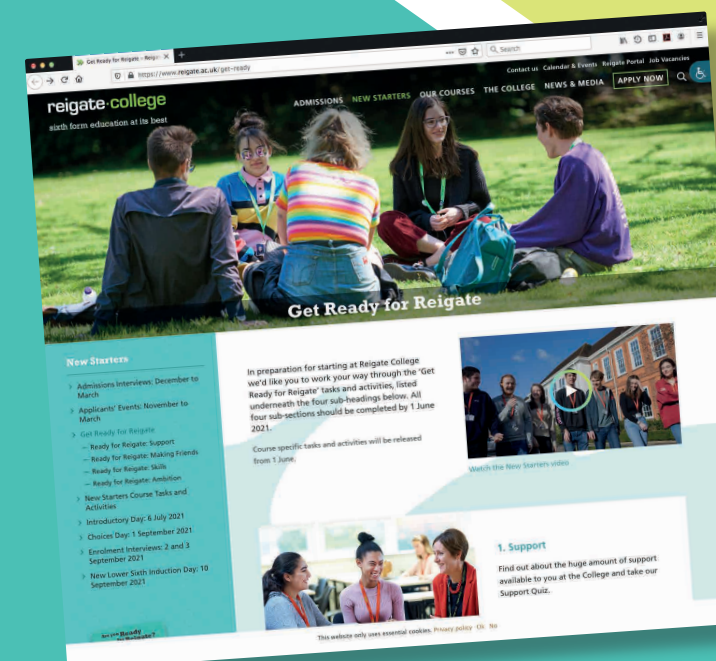 Get Ready for Reigate - Reigat
https://www.reigate.ac.uk/get-ready
Search
Contact us Calendar & Events Reigate Portal Job Vacancies
reigate·college
sixth form education at its best
ADMISSIONS NEW STARTERS OUR COURSES THE COLLEGE NEWS & MEDIA APPLY NOW
Get Ready for Reigate
New Starters
> Admissions Interviews: December to
March
> Applicants' Events: November to
March
> Get Ready for Reigate
— Ready for Reigate: Support
— Ready for Reigate: Making Friends
— Ready for Reigate: Skills
— Ready for Reigate: Ambition
> New Starters Course Tasks and
Activities
> Introductory Day: 6 July 2021
> Choices Day: 1 September 2021
> Enrolment Interviews: 2 and 3
September 2021
> New Lower Sixth Induction Day: 10
September 2021
Are you Ready
for Reigate?
In preparation for starting at Reigate College
we'd like you to work your way through the 'Get
Ready for Reigate' tasks and activities, listed
underneath the four sub-headings below. All
four sub-sections should be completed by 1 June
2021.
Course specific tasks and activities will be released
from 1 June.
Watch the New Starters video
1. Support
Find out about the huge amount of support
available to you at the College and take our
Support Quiz.
This website only uses essential cookies. Privacy policy Ok No